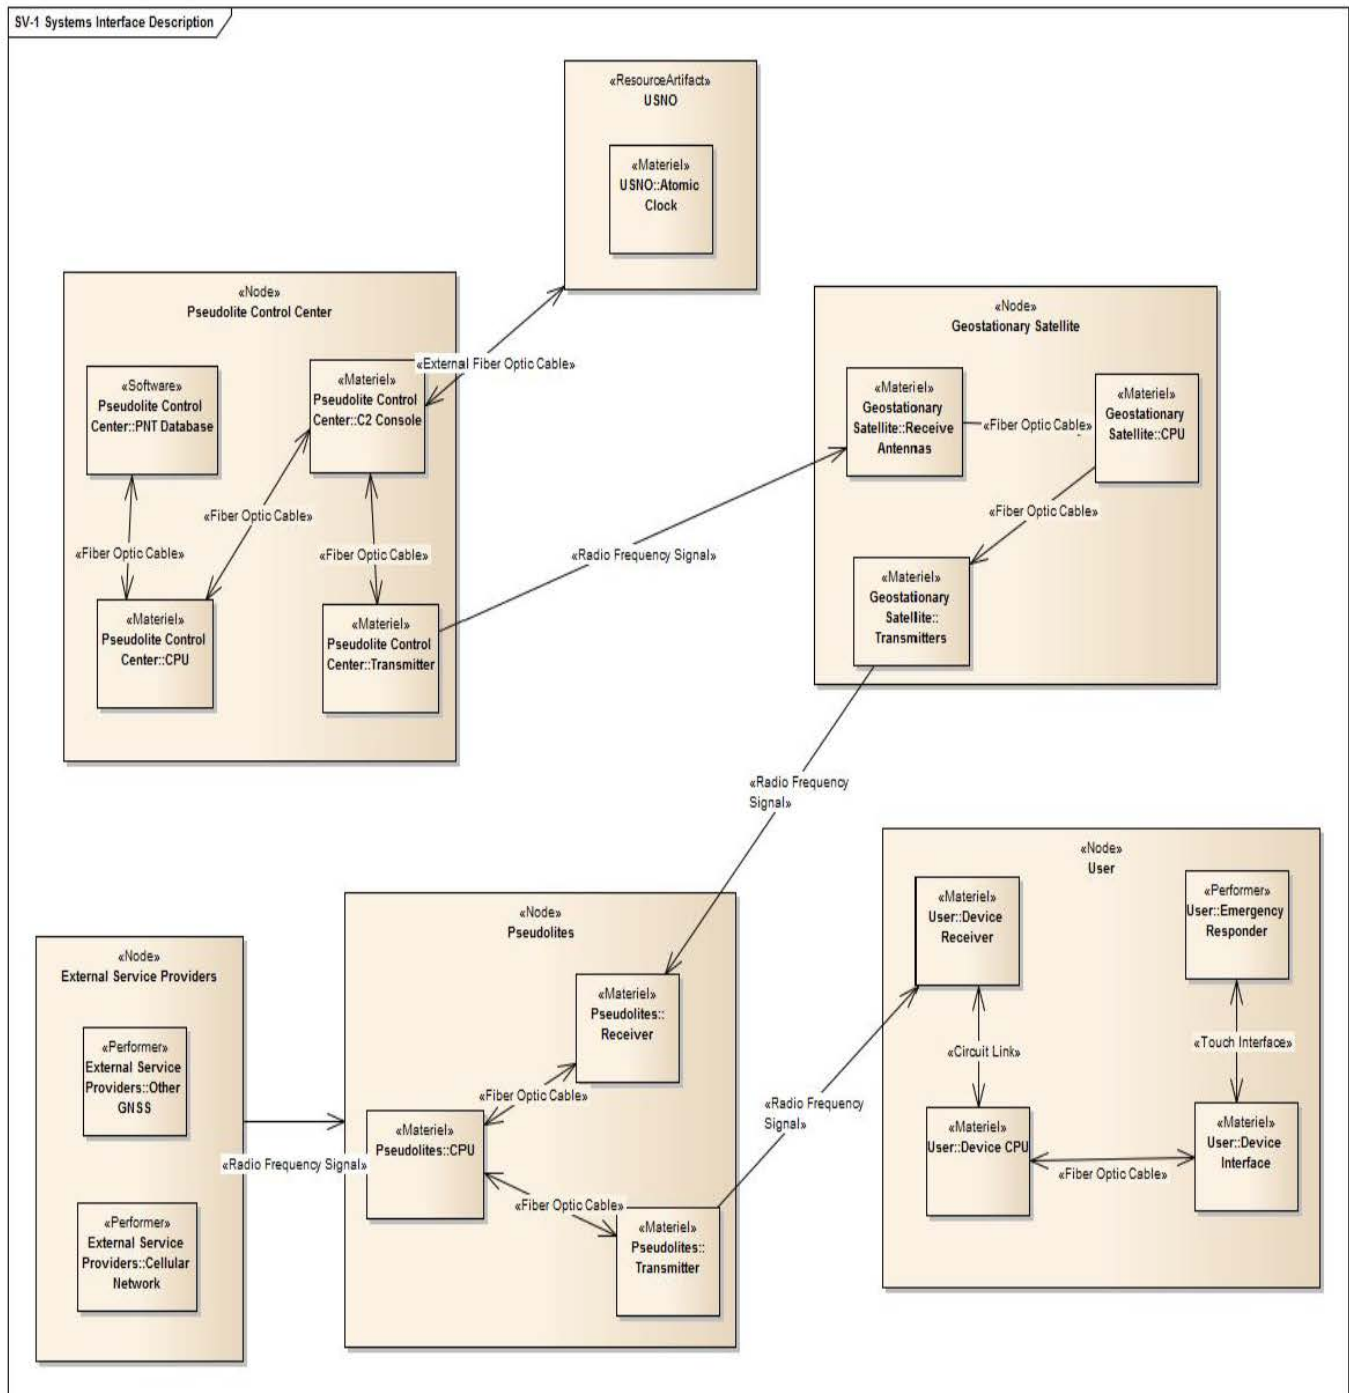 SV-1 Systems Interface Description
«ResourceArtifact»
USNO
«Materiel»
USNO::Atomic
Clock
«Node»
Pseudolite Control Center
«Software»
Pseudolite Control
Center::PNT Database
«Materiel»
Pseudolite Control
Center::C2 Console
«External Fiber Optic Cable»
«Fiber Optic Cable»
«Fiber Optic Cable»
«Fiber Optic Cable»
«Materiel»
Pseudolite Control
Center::CPU
«Materiel»
Pseudolite Control
Center::Transmitter
«Radio Frequency Signal»
«Node»
Geostationary Satellite
«Materiel»
Geostationary
Satellite::Receive
Antennas
«Fiber Optic Cable»
«Materiel»
Geostationary
Satellite::CPU
«Fiber Optic Cable»
«Materiel»
Geostationary
Satellite::
Transmitters
«Radio Frequency
Signal»
«Node»
External Service Providers
«Performer»
External Service
Providers::Other
GNSS
«Performer»
External Service
Providers::Cellular
Network
«Radio Frequency Signal»
«Node»
Pseudolites
«Materiel»
Pseudolites::
Receiver
«Fiber Optic Cable»
«Materiel»
Pseudolites::CPU
«Fiber Optic Cable»
«Materiel»
Pseudolites::
Transmitter
«Radio Frequency
Signal»
«Node»
User
«Materiel»
User::Device
Receiver
«Performer»
User::Emergency
Responder
«Circuit Link»
«Touch Interface»
«Materiel»
User::Device CPU
«Fiber Optic Cable»
«Materiel»
User::Device
Interface